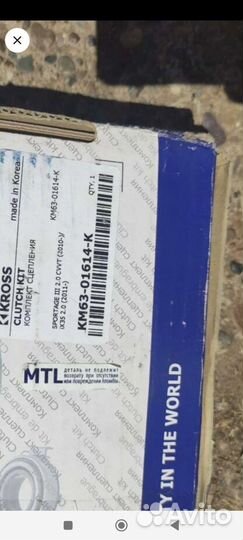 KROSS
made in Korea
CLUTCH KIT
КОМПЛЕКТ СЦЕПЛЕНИЯ
KM63-01614-K
QTY. 1
SPORTAGE III 2.0 CVVT (2010-)/
IX35 2.0 (2011-)
KM63-01614-K
MTL
ДЕТАЛЬ НЕ ПОДЛЕЖИТ
ВОЗВРАТУ ПРИ ОТСУТСТВИИ
ИЛИ ПОВРЕЖДЕНИИ ПЛОМБЫ
Y IN THE WORLD
Avito